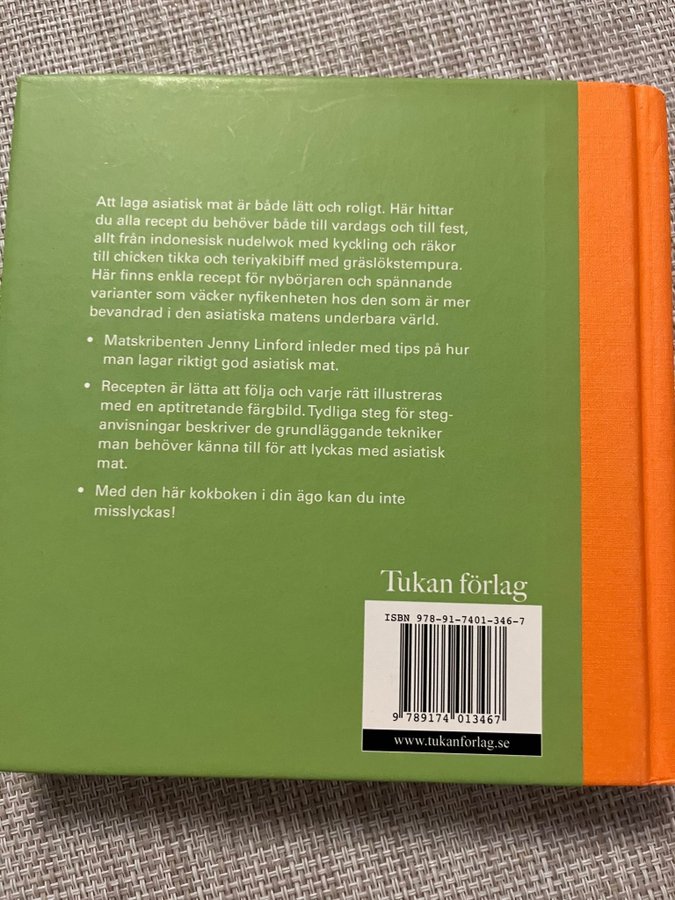 Att laga asiatisk mat är både lätt och roligt. Här hittar
du alla recept du behöver både till vardags och till fest,
allt från indonesisk nudelwok med kyckling och räkor
till chicken tikka och teriyakibiff med gräslökstempura.
Här finns enkla recept för nybörjaren och spännande
varianter som väcker nyfikenheten hos den som är mer
bevandrad i den asiatiska matens underbara värld.
• Matskribenten Jenny Linford inleder med tips på hur
man lagar riktigt god asiatisk mat.
• Recepten är lätta att följa och varje rätt illustreras
med en aptitretande färgbild. Tydliga steg för steg-
anvisningar beskriver de grundläggande tekniker
man behöver känna till för att lyckas med asiatisk
mat.
• Med den här kokboken i din ägo kan du inte
misslyckas!
Tukan förlag
ISBN 978-91-7401-346-7
9 789174 013467
www.tukanforlag.se